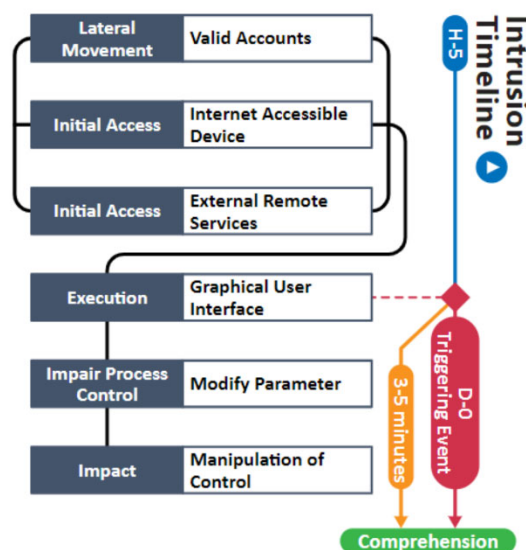 Lateral
Movement
Valid Accounts
Initial Access
Internet Accessible
Device
Initial Access
External Remote
Services
Execution
Graphical User
Interface
Impair Process
Control
Modify Parameter
Impact
Manipulation of
Control
Intrusion
Timeline
H-5
3-5 minutes
D-0
Triggering Event
Comprehension